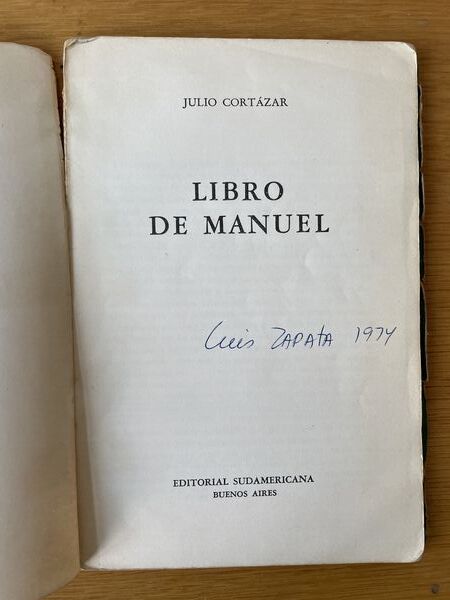 JULIO CORTÁZAR
LIBRO
DE MANUEL
Luis ZAPATA 1974
EDITORIAL SUDAMERICANA
BUENOS AIRES